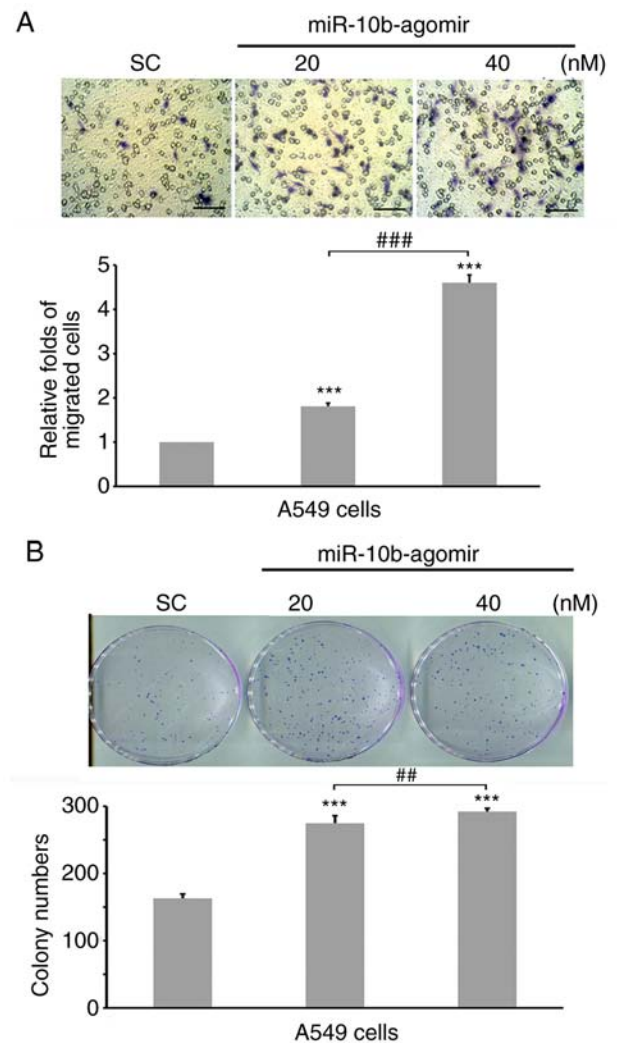 A
miR-10b-agomir
SC 20 40 (nM)
###
***
***
5
4
3
2
1
0
Relative folds of
migrated cells
A549 cells
B
miR-10b-agomir
SC 20 40 (nM)
##
*** ***
300
200
100
0
Colony numbers
A549 cells